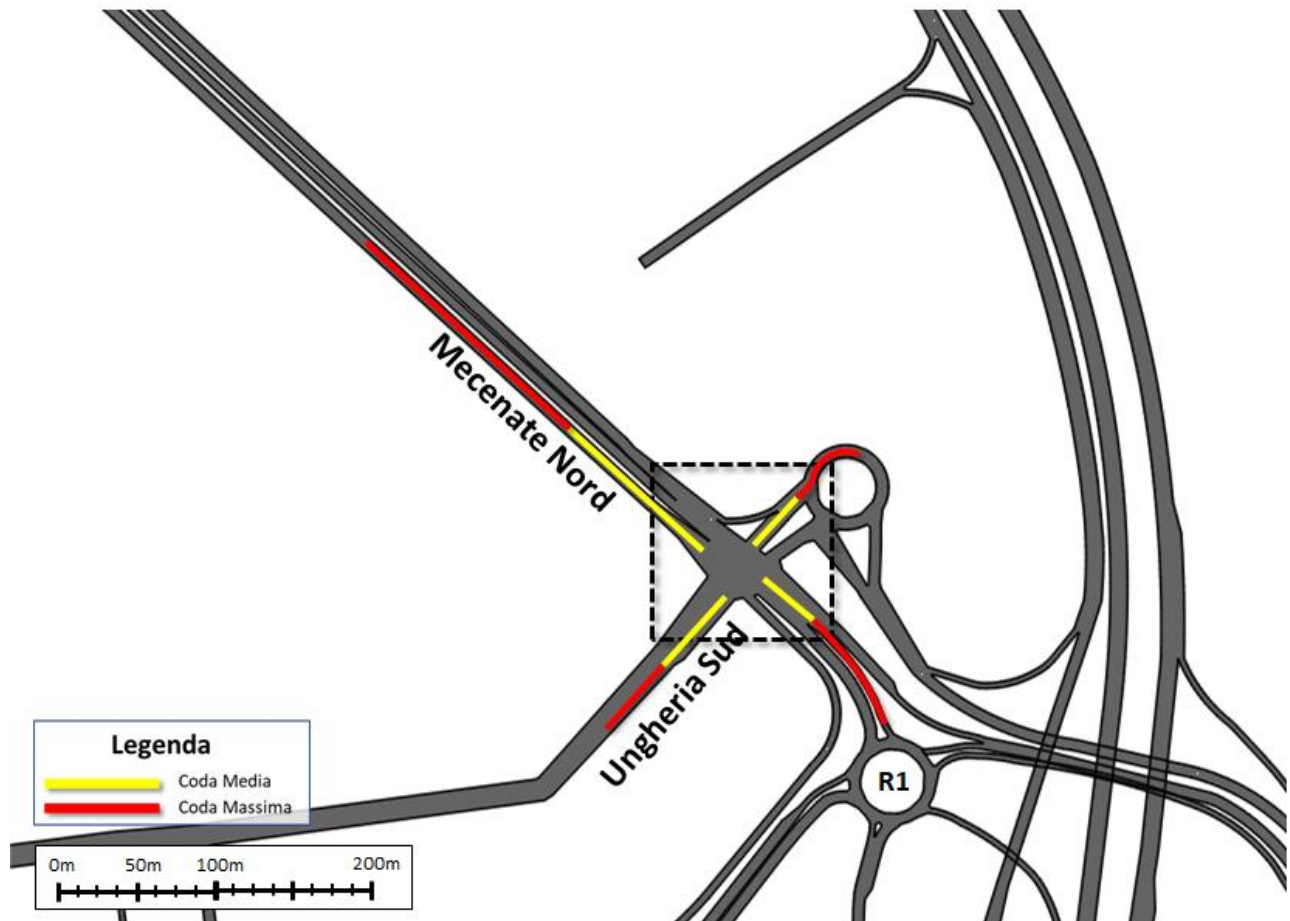 Mecenate Nord
Ungheria Sud
R1
Legenda
Coda Media
Coda Massima
0m 50m 100m 200m